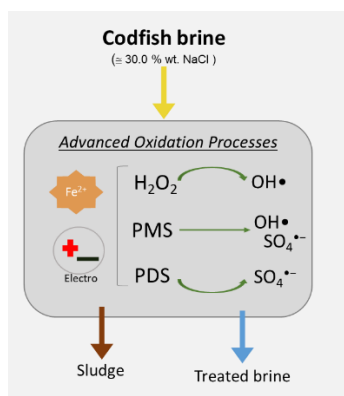 Codfish brine
(≅ 30.0 % wt. NaCl )
Advanced Oxidation Processes
Fe²⁺
H₂O₂
OH•
PMS
OH•
SO₄•⁻
Electro
PDS
SO₄•⁻
Sludge
Treated brine